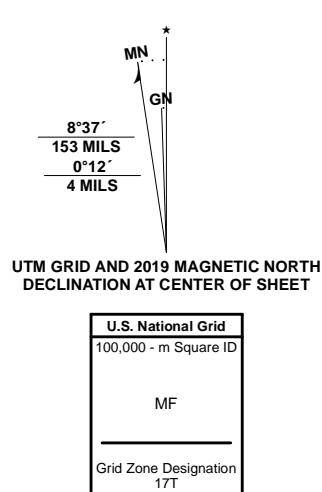 MN
GN
8°37´
153 MILS
0°12´
4 MILS
UTM GRID AND 2019 MAGNETIC NORTH
DECLINATION AT CENTER OF SHEET
U.S. National Grid
100,000 - m Square ID
MF
Grid Zone Designation
17T